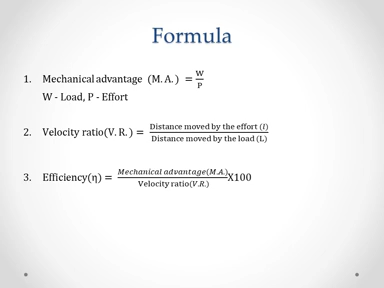 Formula
1. Mechanical advantage (M.A.) = W/P
W - Load, P - Effort
2. Velocity ratio(V.R.) = Distance moved by the effort (l) / Distance moved by the load (L)
3. Efficiency(η) = Mechanical advantage(M.A.) / Velocity ratio(V.R.) X100